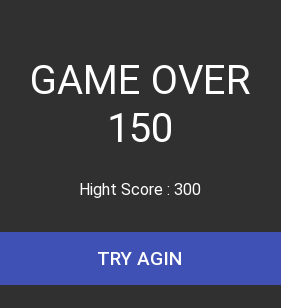 GAME OVER
150
Hight Score : 300
TRY AGIN